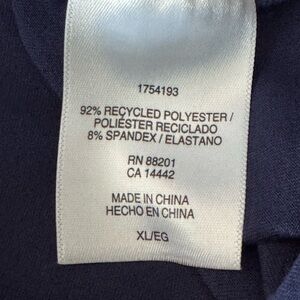 1754193
92% RECYCLED POLYESTER /
POLIÉSTER RECICLADO
8% SPANDEX / ELASTANO
RN 88201
CA 14442
MADE IN CHINA
HECHO EN CHINA
XL/EG